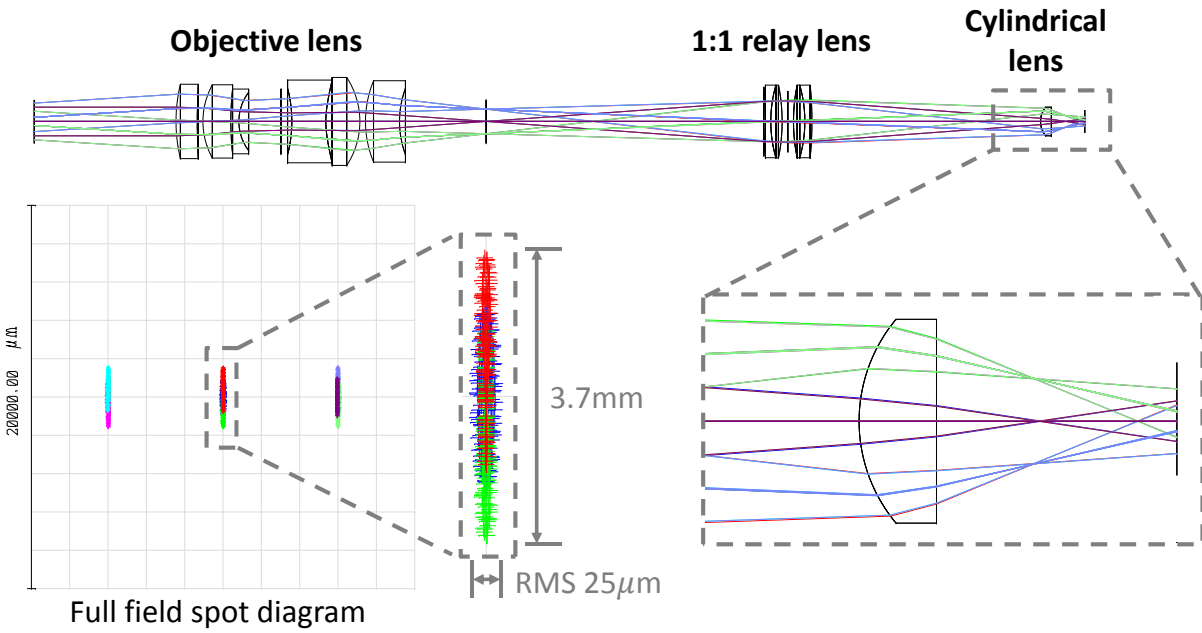 Objective lens
1:1 relay lens
Cylindrical
lens
20000.00 µm
3.7mm
RMS 25µm
Full field spot diagram